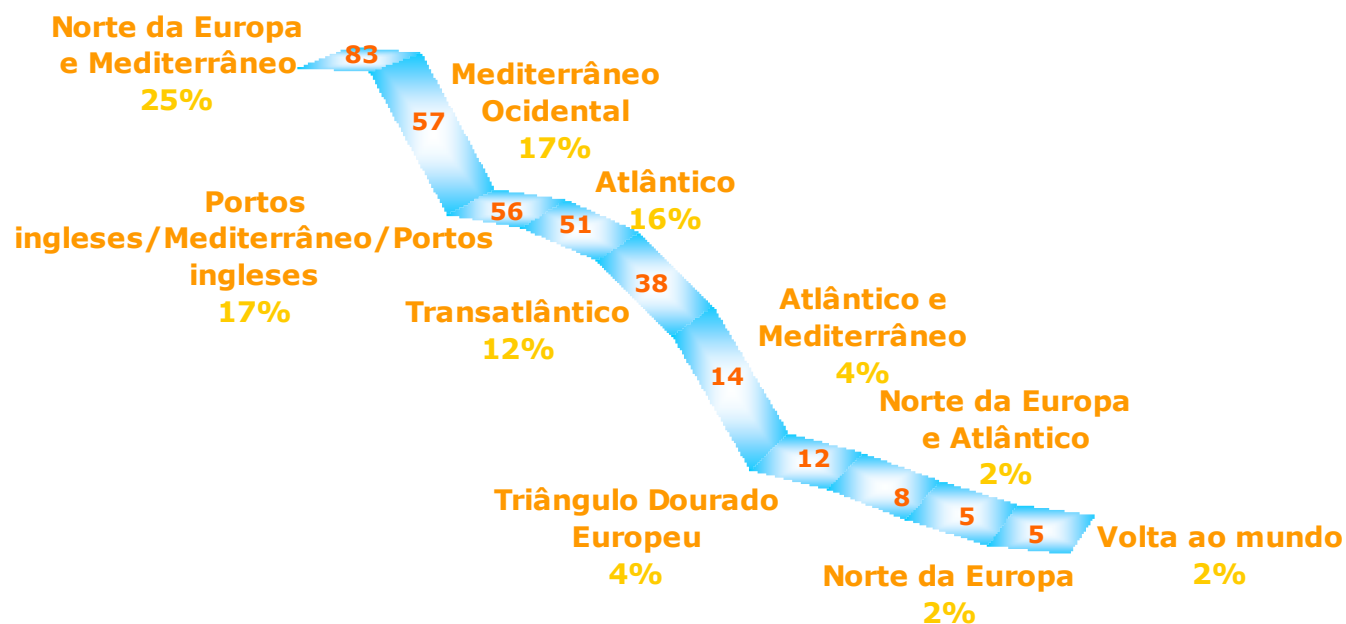 Norte da Europa
e Mediterrâneo
25%
83
Mediterrâneo
Ocidental
17%
57
Portos
ingleses/Mediterrâneo/Portos
ingleses
17%
56
Atlântico
16%
51
Transatlântico
12%
38
Atlântico e
Mediterrâneo
4%
14
Triângulo Dourado
Europeu
4%
12
Norte da Europa
e Atlântico
2%
8
Norte da Europa
2%
5
Volta ao mundo
2%
5